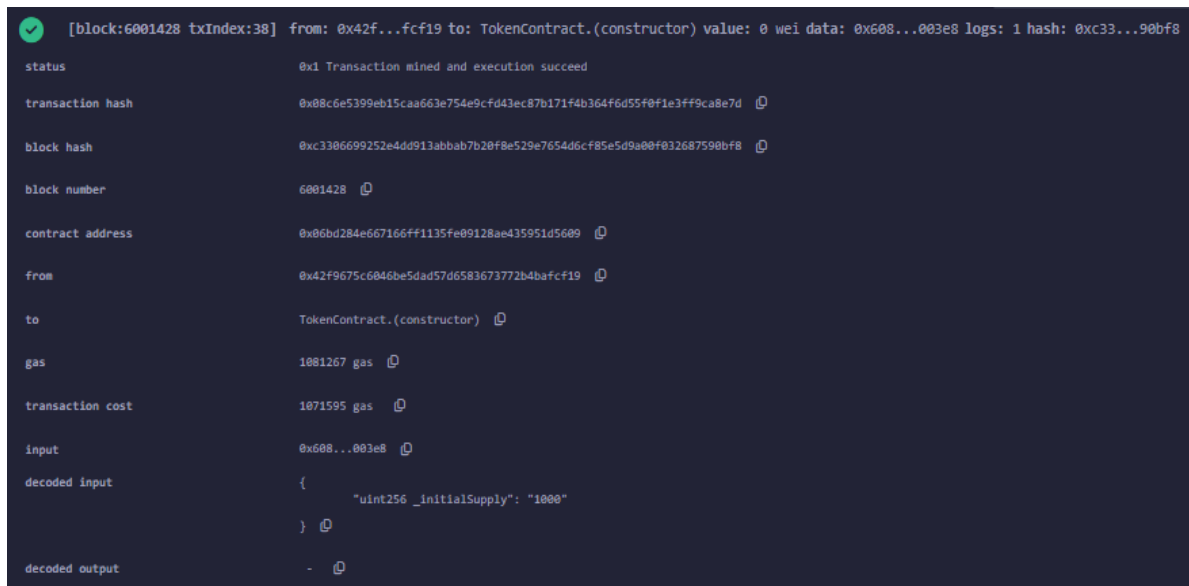 [block:6001428 txIndex:38] from: 0x42f...fcf19 to: TokenContract.(constructor) value: 0 wei data: 0x608...003e8 logs: 1 hash: 0xc33...90bf8
status 0x1 Transaction mined and execution succeed
transaction hash 0x08c6e5399eb15caa663e754e9cfd43ec87b171f4b364f6d55f0f1e3ff9ca8e7d
block hash 0xc3306699252e4dd913abbab7b20f8e529e7654d6cf85e5d9a00f032687590bf8
block number 6001428
contract address 0x06bd284e667166ff1135fe09128ae435951d5609
from 0x42f9675c6046be5dad57d6583673772b4bafcf19
to TokenContract.(constructor)
gas 1081267 gas
transaction cost 1071595 gas
input 0x608...003e8
decoded input {
"uint256 _initialSupply": "1000"
}
decoded output -